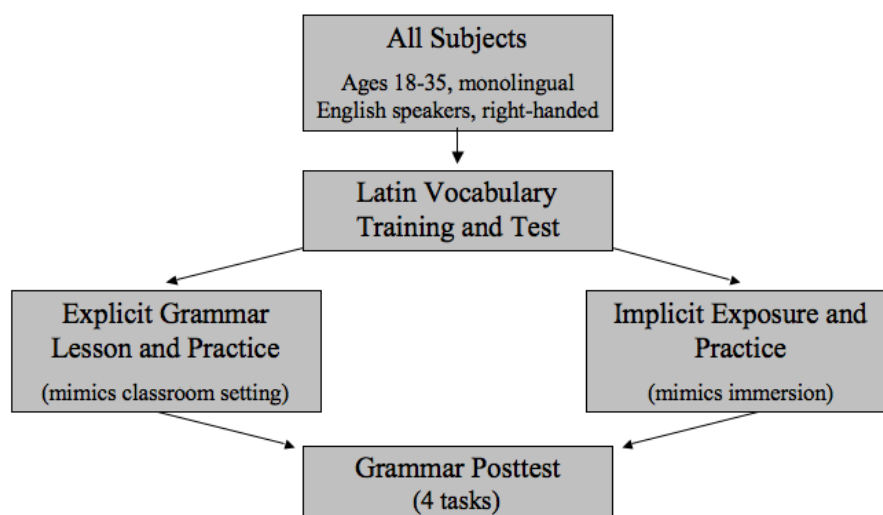 All Subjects
Ages 18-35, monolingual
English speakers, right-handed
Latin Vocabulary
Training and Test
Explicit Grammar
Lesson and Practice
(mimics classroom setting)
Implicit Exposure and
Practice
(mimics immersion)
Grammar Posttest
(4 tasks)